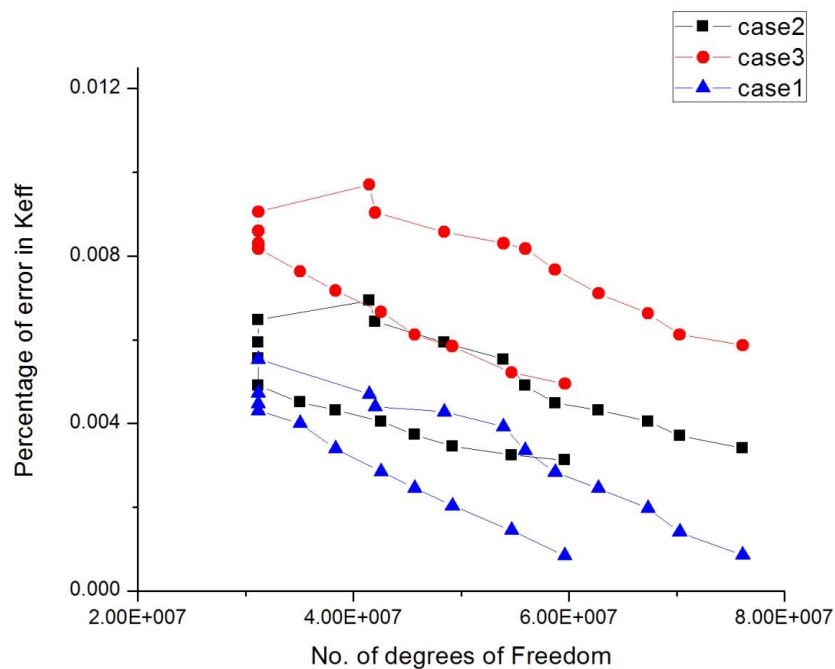 case2
case3
case1
0.012
0.008
0.004
0.000
2.00E+007 4.00E+007 6.00E+007 8.00E+007
Percentage of error in Keff
No. of degrees of Freedom